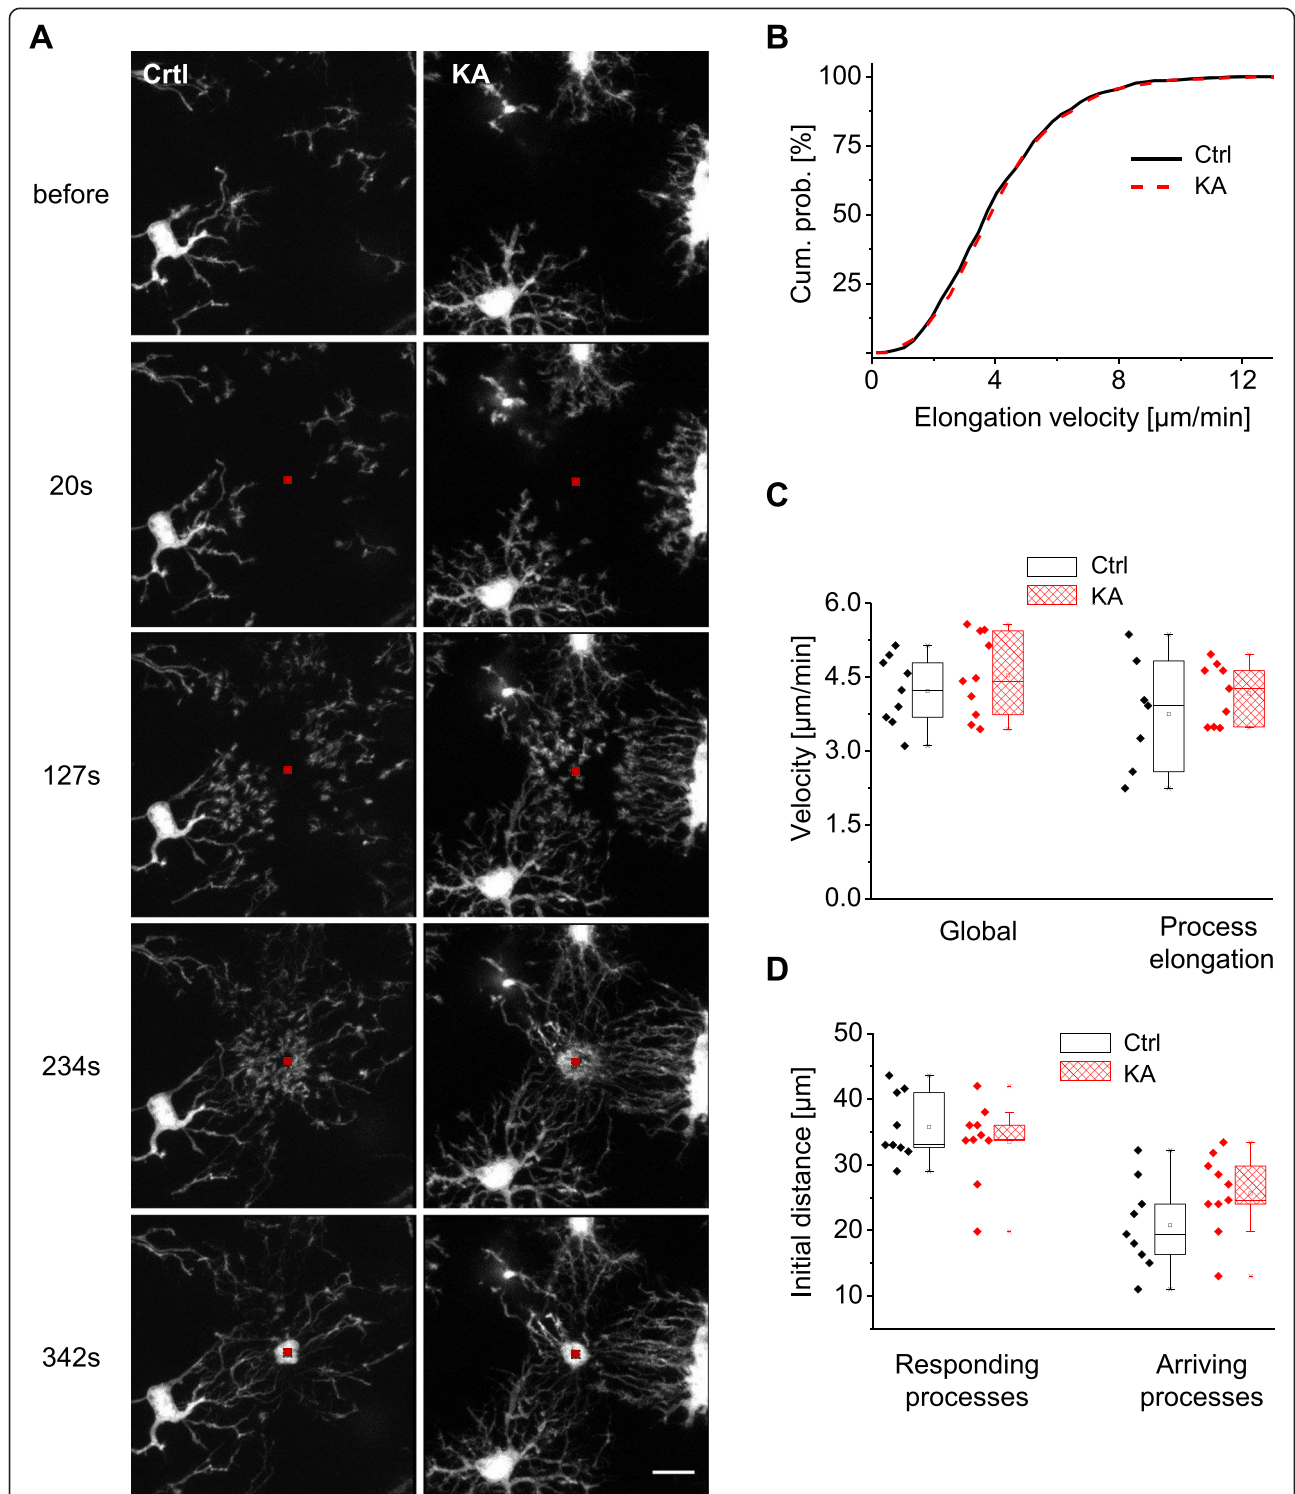 A
Crtl
KA
before
20s
127s
234s
342s
B
100
75
50
25
Cum. prob. [%]
Ctrl
KA
0
4
8
12
Elongation velocity [µm/min]
C
Ctrl
KA
6.0
4.5
3.0
1.5
0.0
Velocity [µm/min]
Global
Process
elongation
D
50
40
30
20
10
Initial distance [µm]
Ctrl
KA
Responding
processes
Arriving
processes